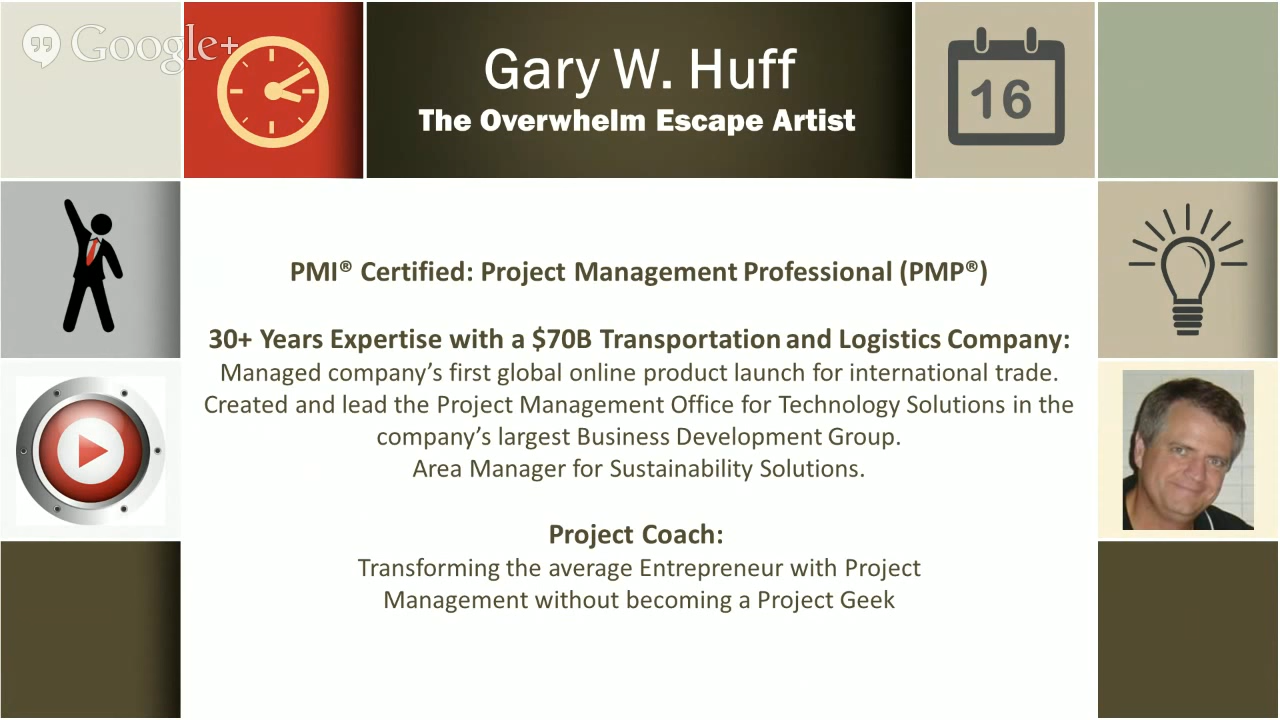 Google+
Gary W. Huff
The Overwhelm Escape Artist
16
PMI® Certified: Project Management Professional (PMP®)
30+ Years Expertise with a $70B Transportation and Logistics Company:
Managed company’s first global online product launch for international trade.
Created and lead the Project Management Office for Technology Solutions in the
company’s largest Business Development Group.
Area Manager for Sustainability Solutions.
Project Coach:
Transforming the average Entrepreneur with Project
Management without becoming a Project Geek